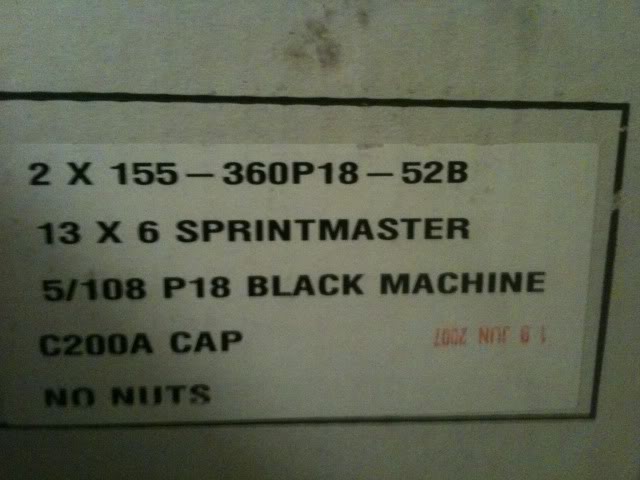 2 X 155-360P18-52B
13 X 6 SPRINTMASTER
5/108 P18 BLACK MACHINE
C200A CAP
19 JUN 2007
NO NUTS